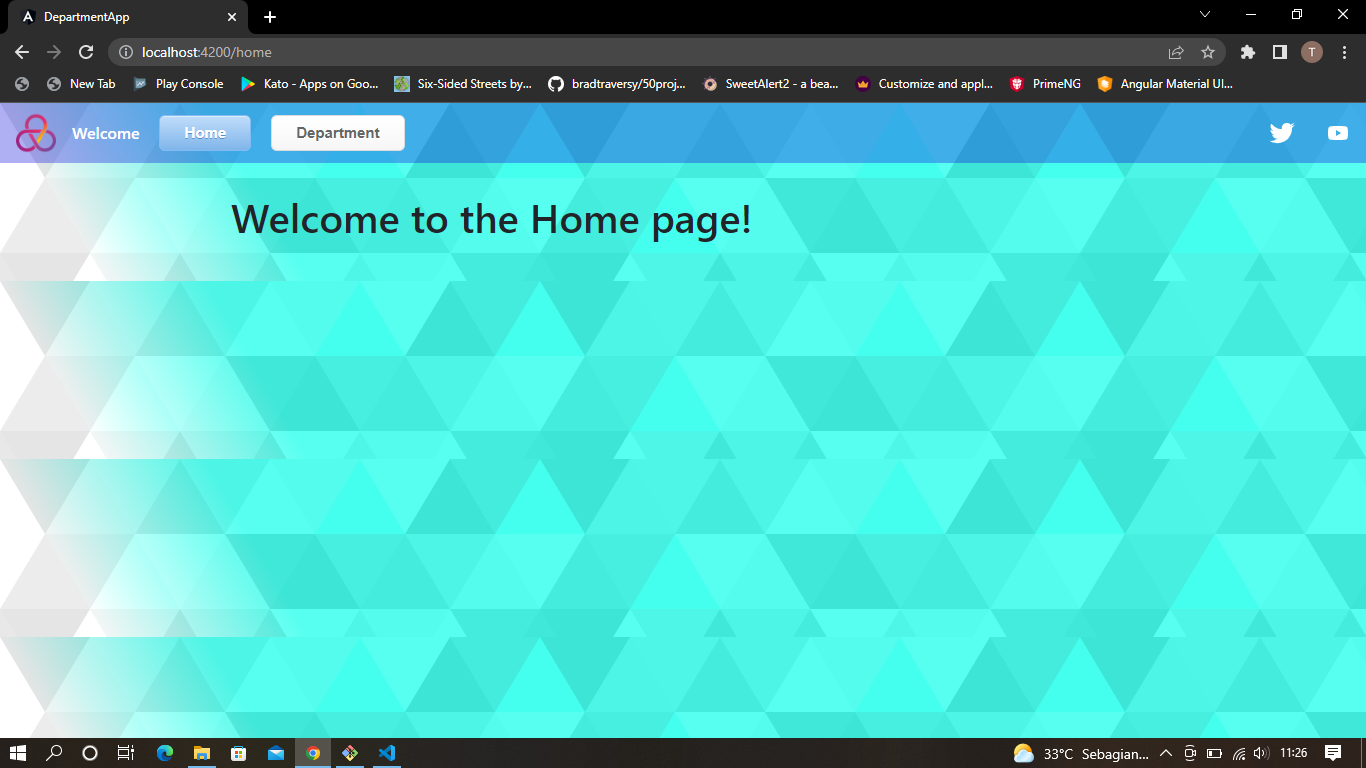 DepartmentApp
localhost:4200/home
T
New Tab
Play Console
Kato - Apps on Goo...
Six-Sided Streets by...
bradtraversy/50proj...
SweetAlert2 - a bea...
Customize and appl...
PrimeNG
Angular Material UI...
Welcome
Home
Department
Welcome to the Home page!
33°C Sebagian...
11:26